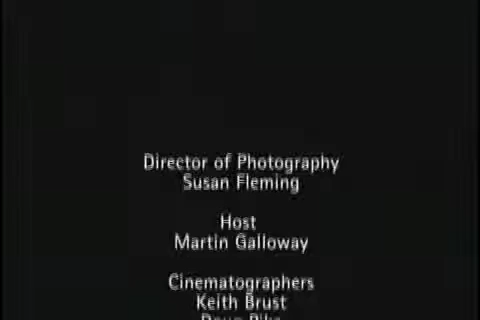 Director of Photography
Susan Fleming
Host
Martin Galloway
Cinematographers
Keith Brust